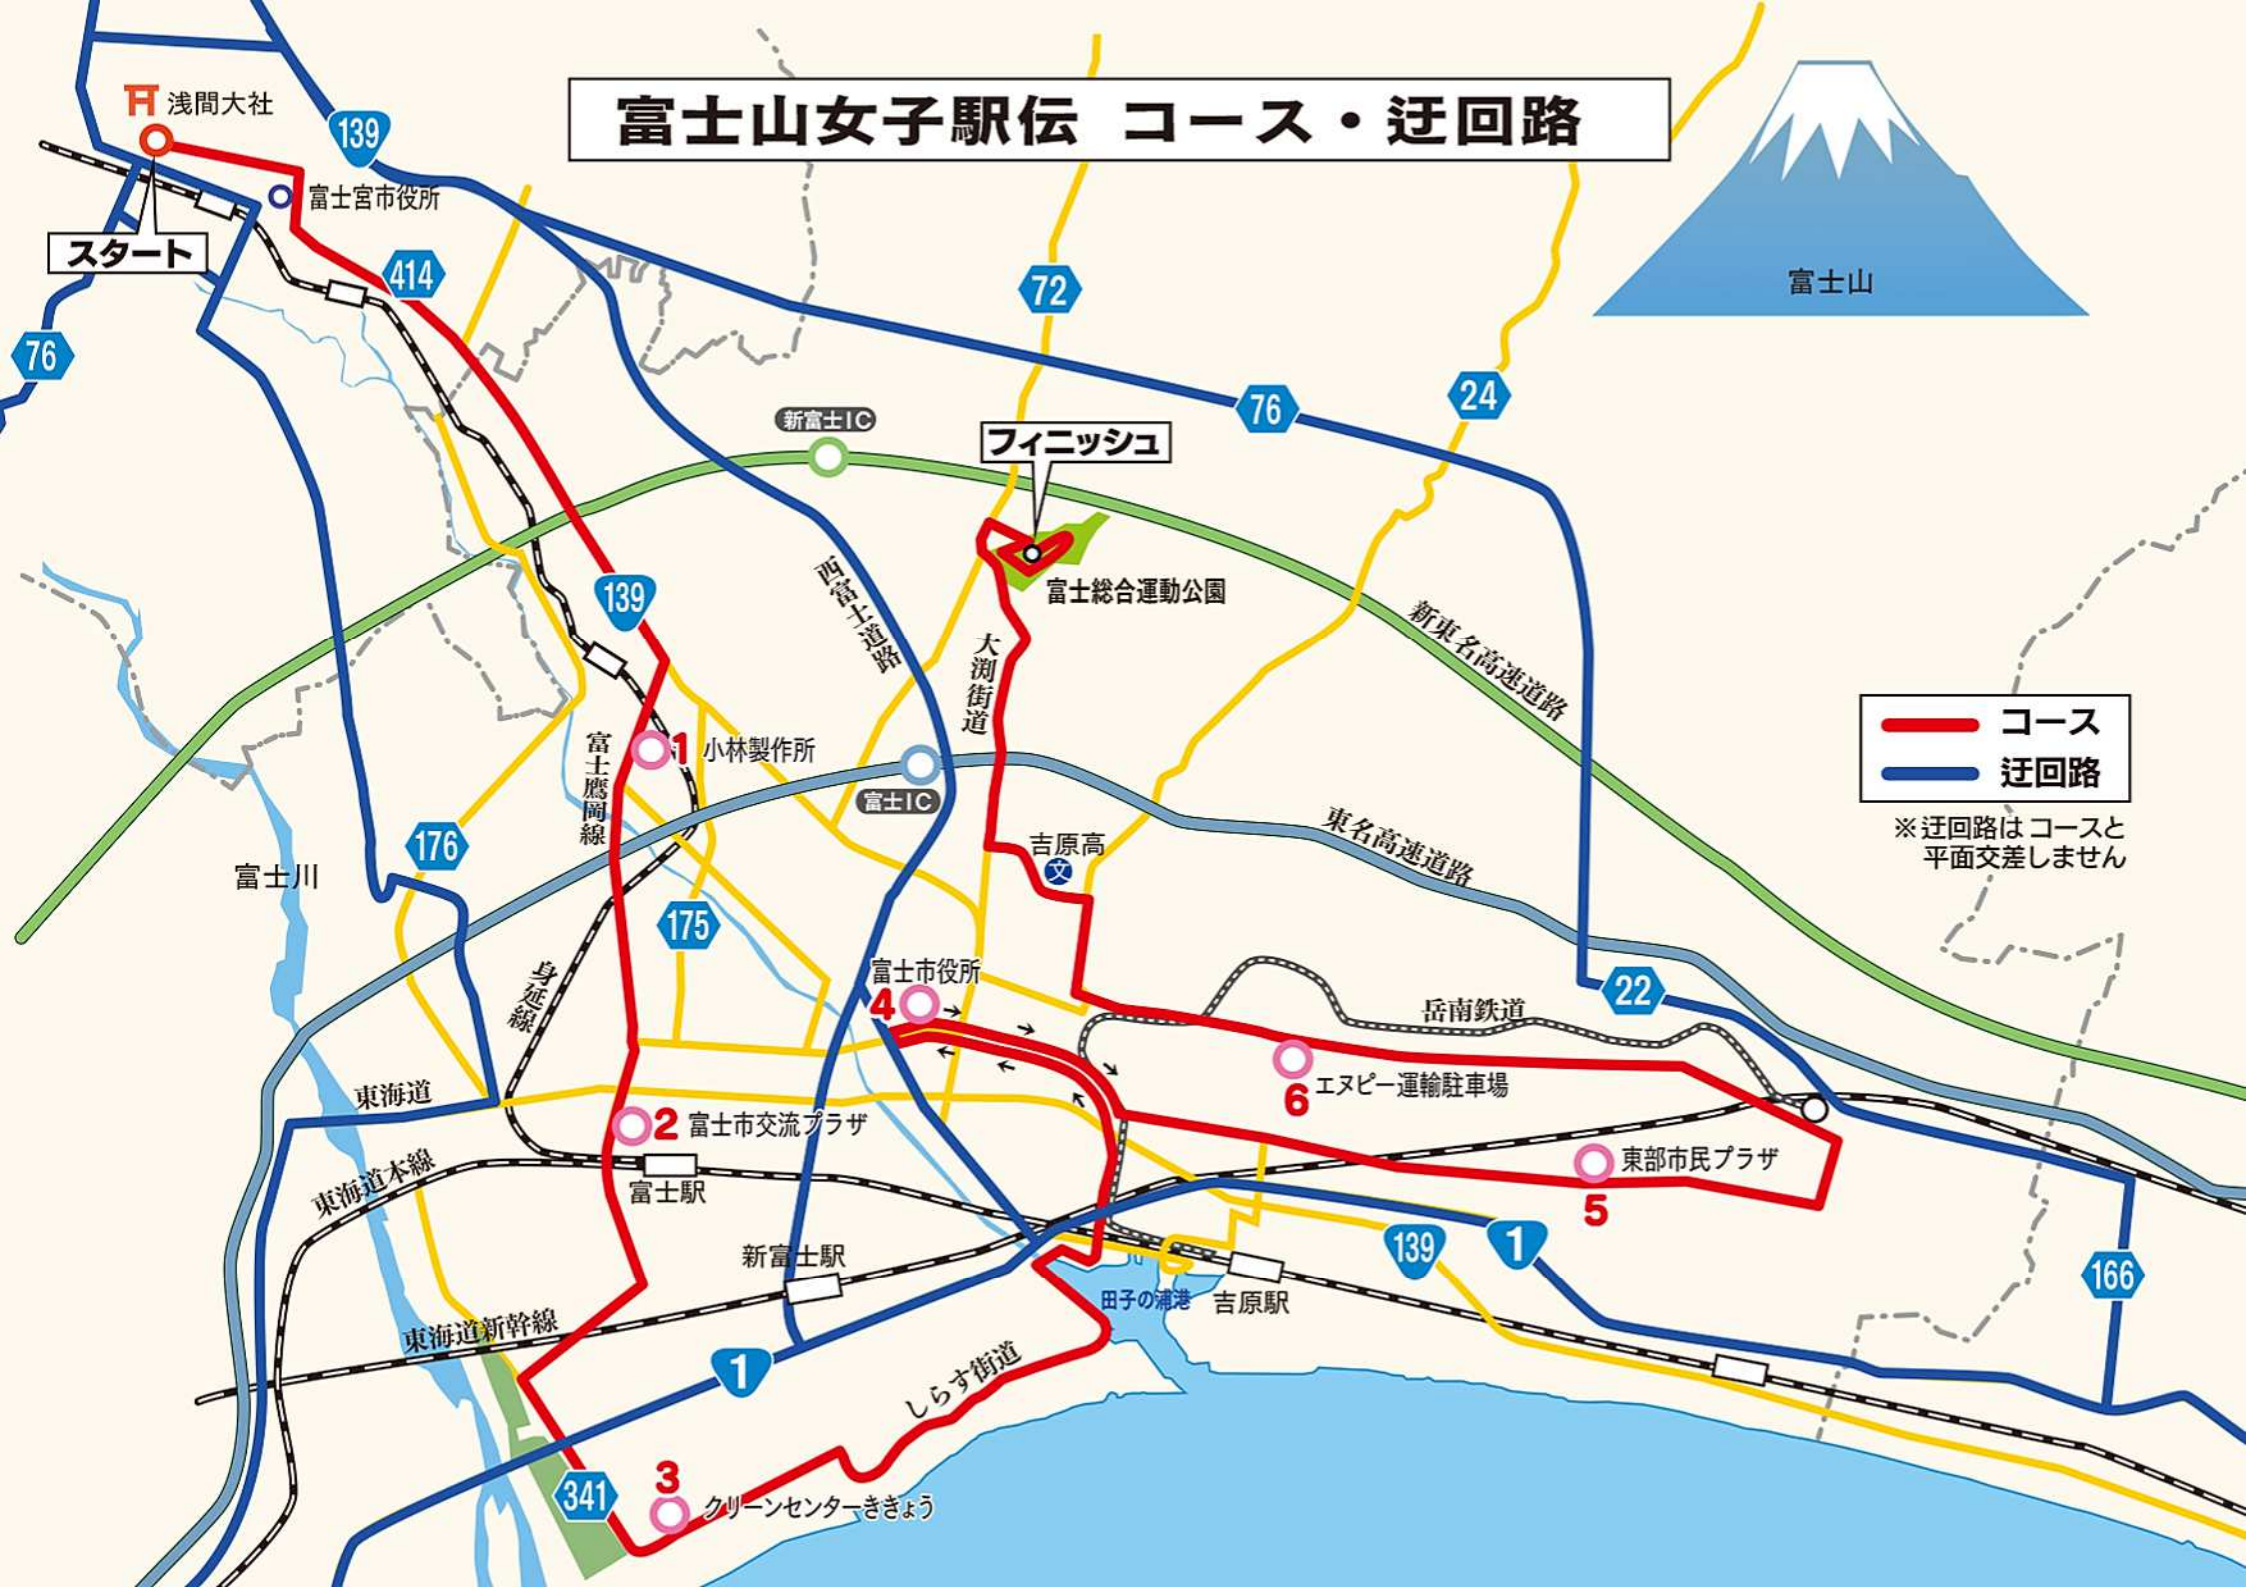 富士山女子駅伝 コース・迂回路
浅間大社
139
富士宮市役所
スタート
414
76
72
富士山
76
24
新富士IC
フィニッシュ
富士総合運動公園
139
西富士道路
大渕街道
新東名高速道路
コース
迂回路
※迂回路はコースと
平面交差しません
富士鷹岡線
1
小林製作所
富士IC
176
富士川
吉原高
文
東名高速道路
175
身延線
富士市役所
4
岳南鉄道
22
東海道
エヌピー運輸駐車場
6
2
富士市交流プラザ
東海道本線
富士駅
東部市民プラザ
5
新富士駅
139
1
166
田子の浦港
吉原駅
東海道新幹線
1
しらす街道
3
341
クリーンセンターききょう